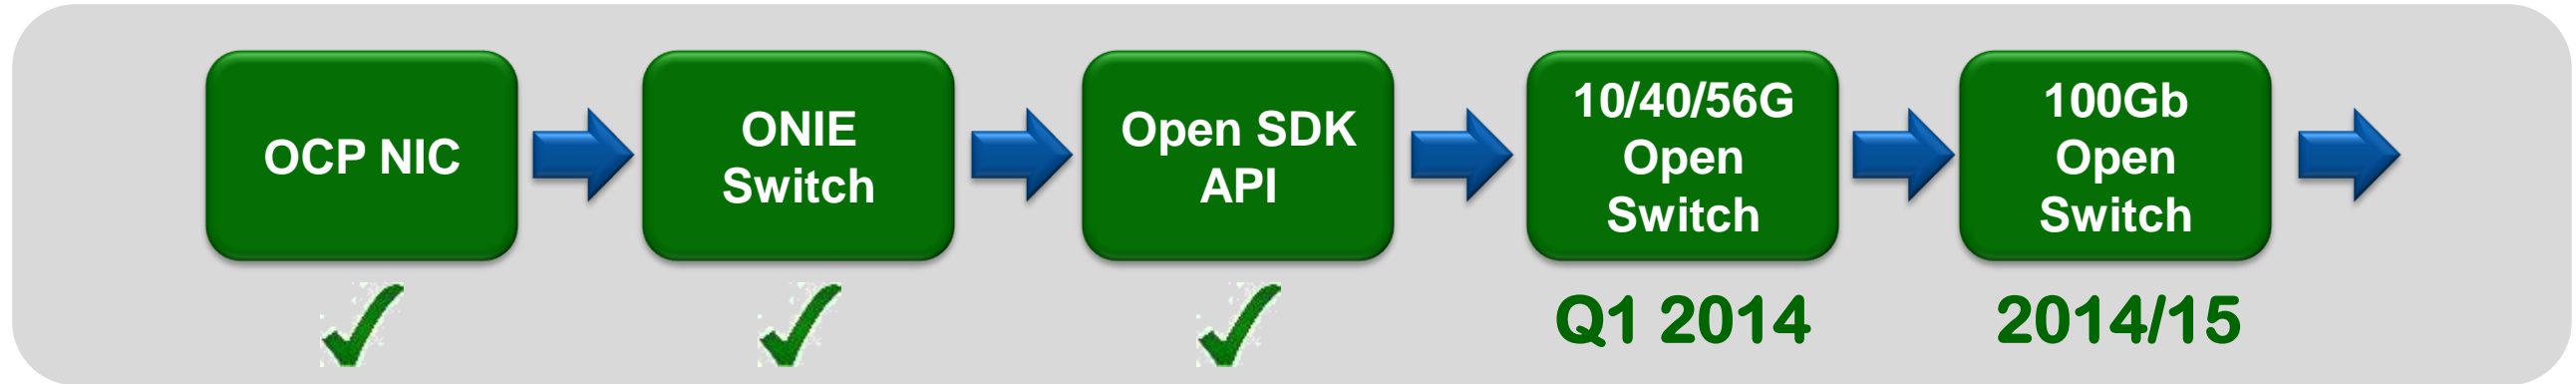 OCP NIC
ONIE
Switch
Open SDK
API
10/40/56G
Open
Switch
100Gb
Open
Switch
Q1 2014
2014/15